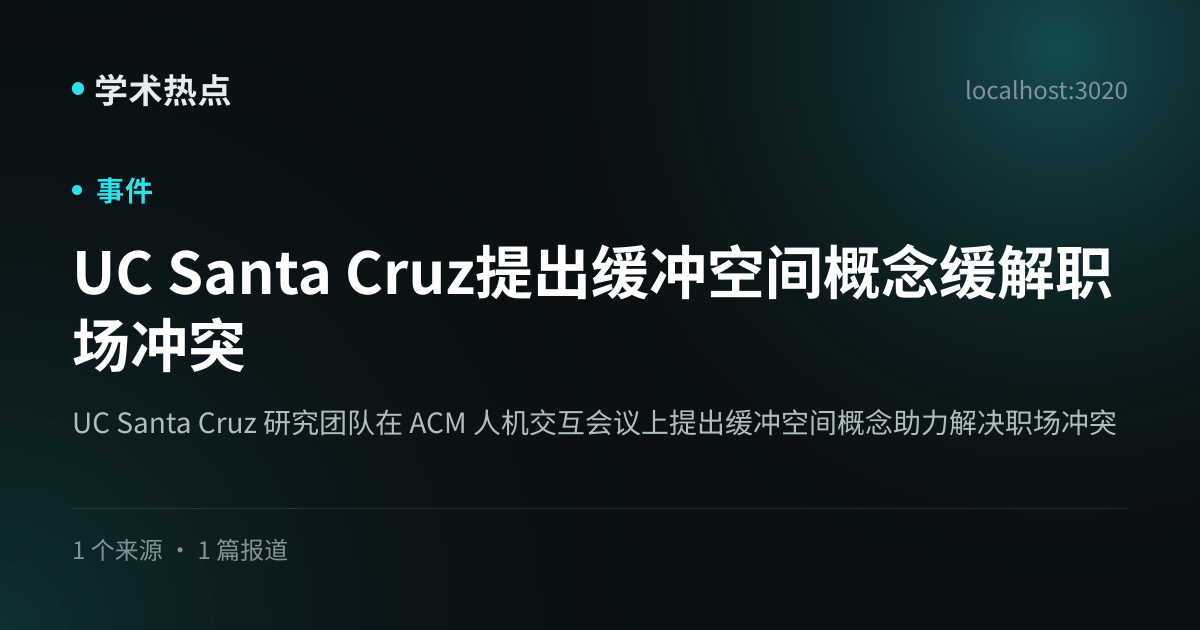 学术热点
localhost:3020
事件
UC Santa Cruz提出缓冲空间概念缓解职
场冲突
UC Santa Cruz 研究团队在 ACM 人机交互会议上提出缓冲空间概念助力解决职场冲突
1 个来源 · 1 篇报道